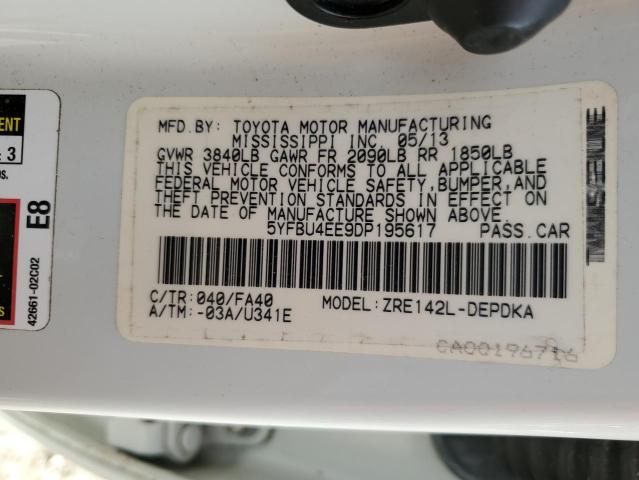 MFD.BY: TOYOTA MOTOR MANUFACTURING
MISSISSIPPI INC. 05/13
GVWR 3840LB GAWR FR 2090LB RR 1850LB
THIS VEHICLE CONFORMS TO ALL APPLICABLE
FEDERAL MOTOR VEHICLE SAFETY,BUMPER,AND
THEFT PREVENTION STANDARDS IN EFFECT ON
THE DATE OF MANUFACTURE SHOWN ABOVE.
5YFBU4EE9DP195617 PASS.CAR
C/TR:040/FA40 MODEL:ZRE142L-DEPDKA
A/TM:-03A/U341E
E8
42661-02C02
3